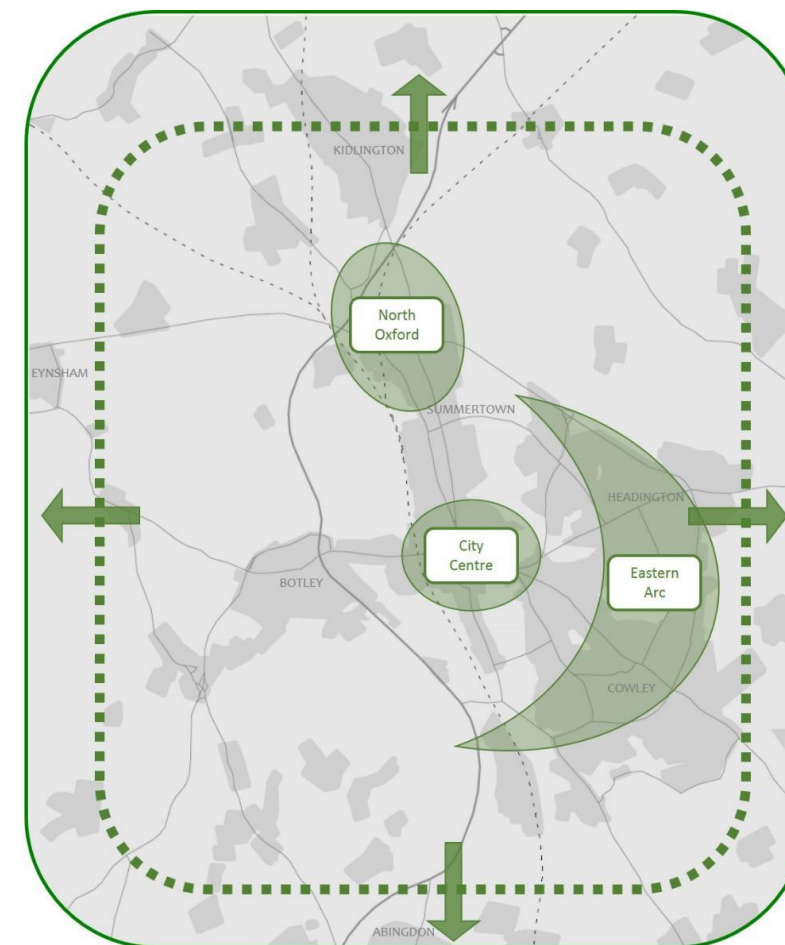 KIDLINGTON
North
Oxford
EYNSHAM
SUMMERTOWN
HEADINGTON
City
Centre
Eastern
Arc
BOTLEY
COWLEY
ABINGDON